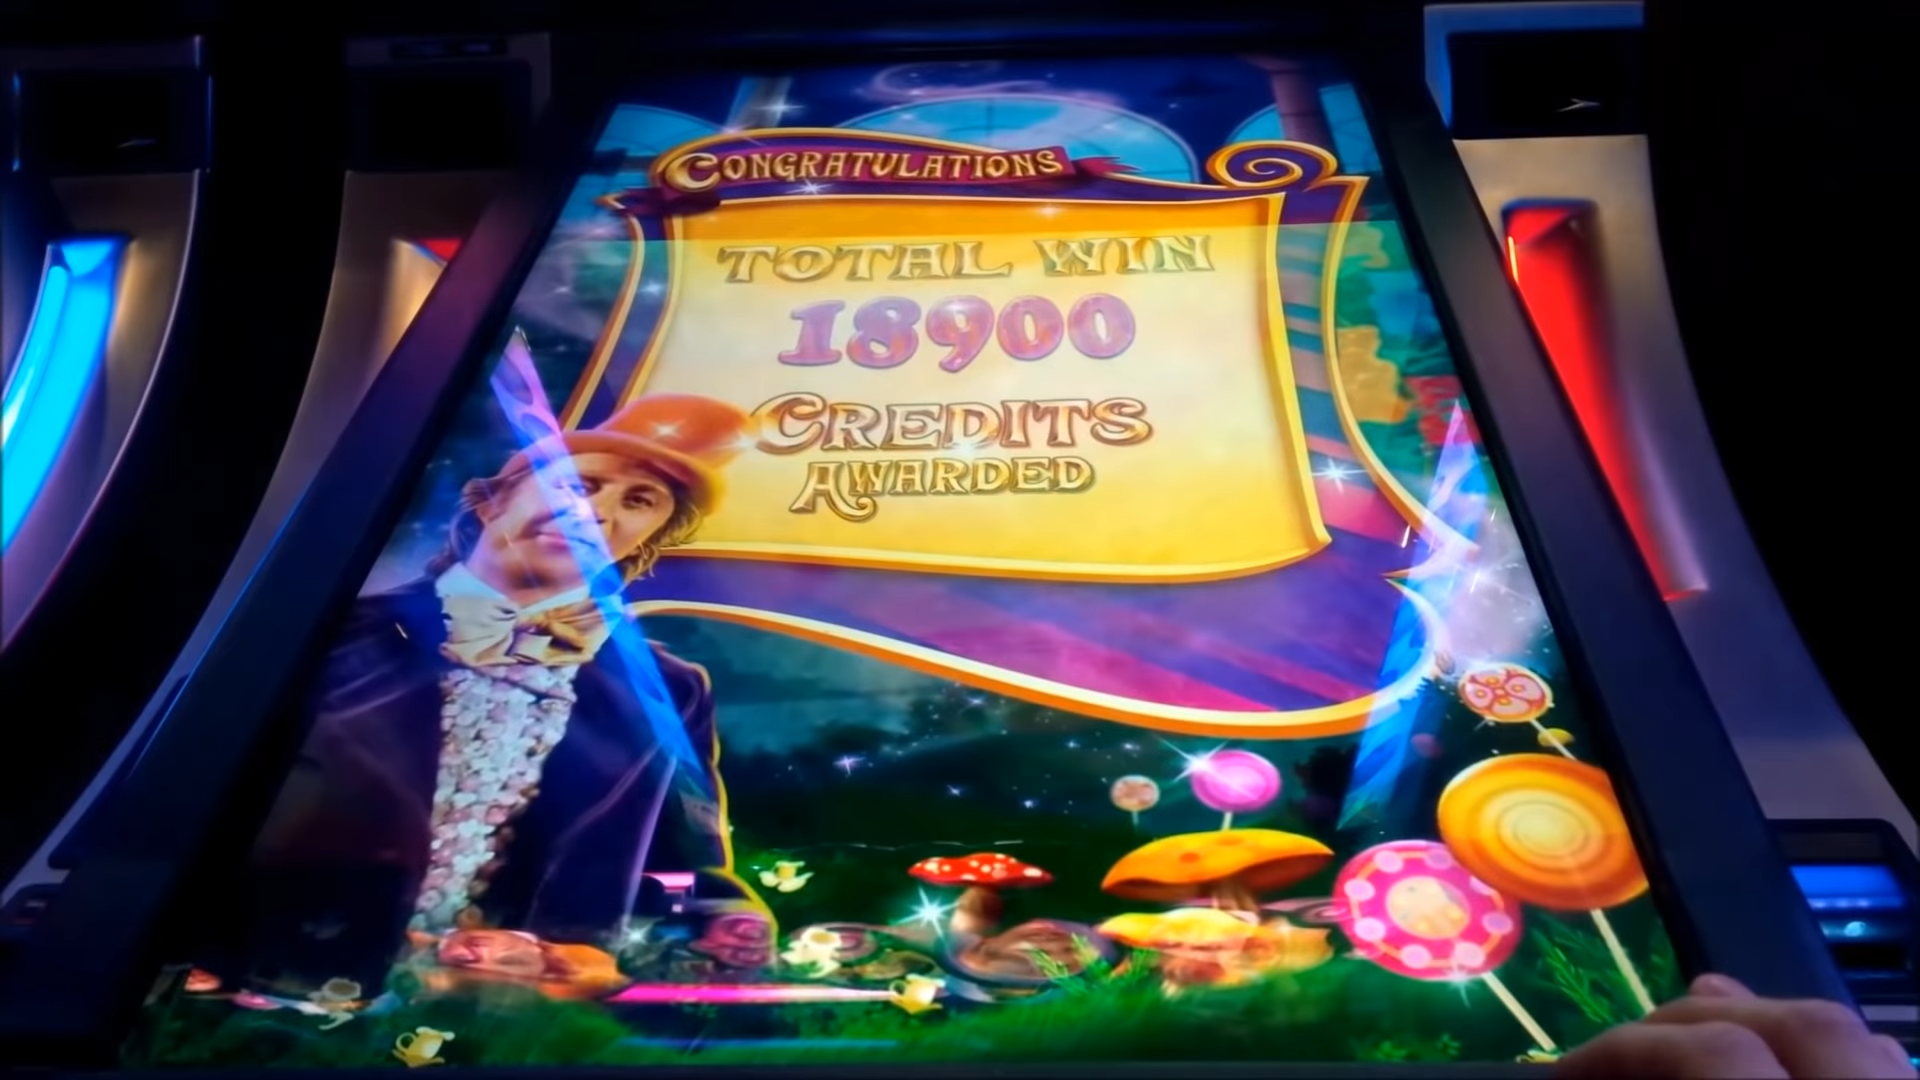 CONGRATULATIONS
TOTAL WIN
18900
CREDITS
AWARDED